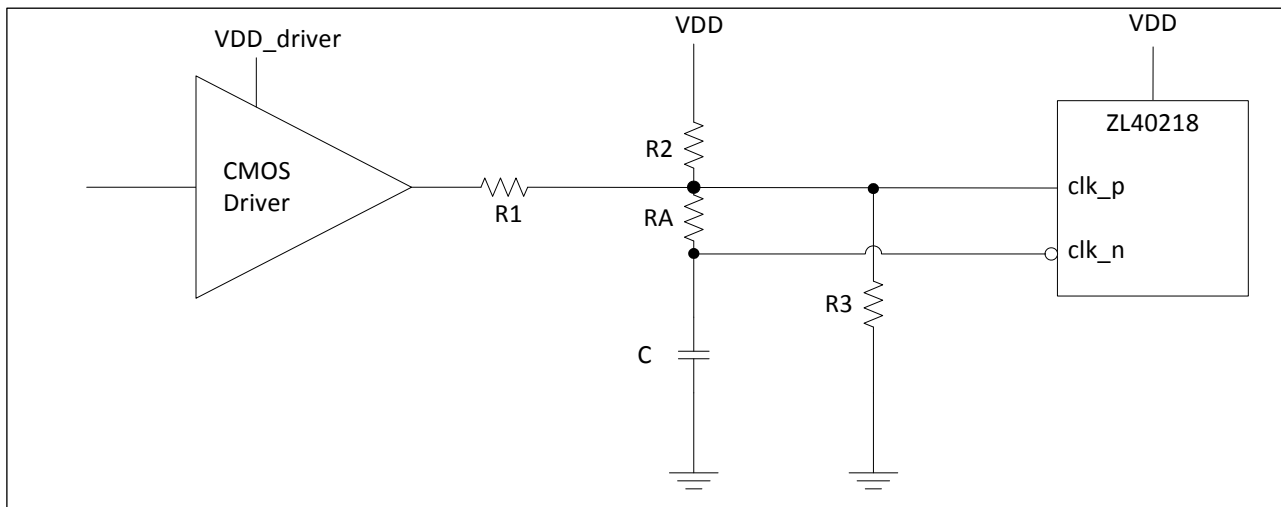 VDD_driver
VDD
VDD
ZL40218
R2
CMOS
Driver
clk_p
R1
RA
clk_n
R3
C